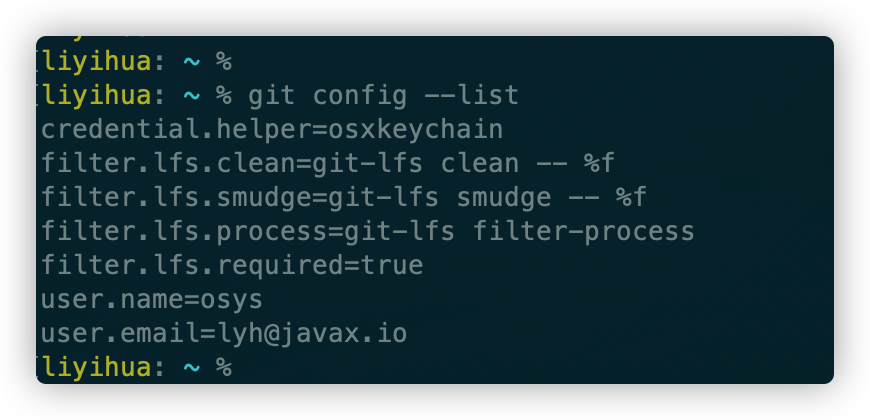 liyihua: ~ %
liyihua: ~ % git config --list
credential.helper=osxkeychain
filter.lfs.clean=git-lfs clean -- %f
filter.lfs.smudge=git-lfs smudge -- %f
filter.lfs.process=git-lfs filter-process
filter.lfs.required=true
user.name=osys
user.email=lyh@javax.io
liyihua: ~ %